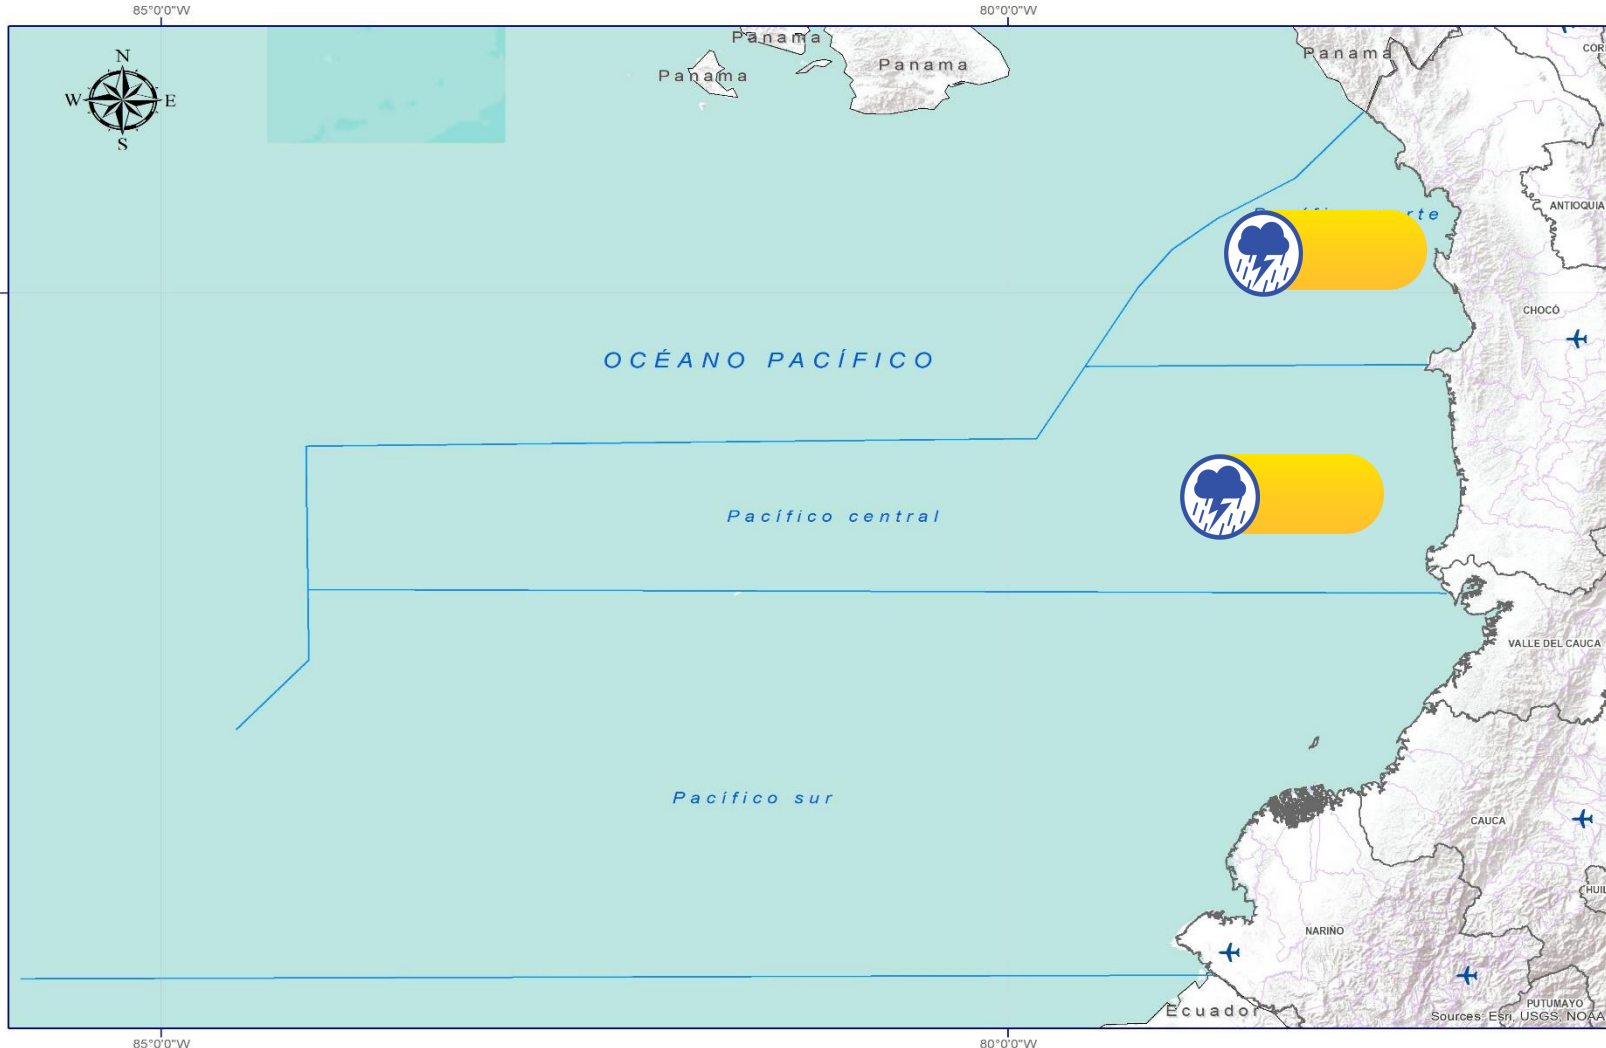 85°0'0"W
80°0'0"W
N
W
E
S
Panama
Panama
Panama
Panama
ANTIOQUIA
CHOCÓ
OCÉANO PACÍFICO
Pacífico central
VALLE DEL CAUCA
Pacífico sur
CAUCA
NARIÑO
PUTUMAYO
Ecuador
Sources: Esri, USGS, NOAA
85°0'0"W
80°0'0"W